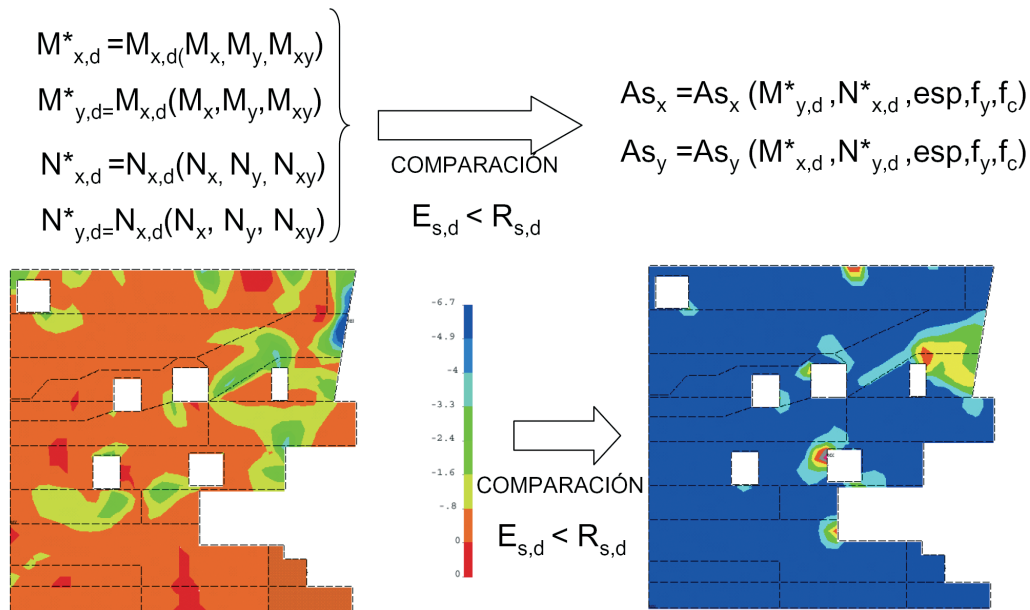 M*x,d =Mx,d(Mx,My,Mxy)
M*y,d=Mx,d(Mx,My,Mxy)
N*x,d=Nx,d(Nx, Ny, Nxy)
N*y,d=Nx,d(Nx, Ny, Nxy)
COMPARACIÓN
Es,d < Rs,d
Asx =Asx (M*y,d ,N*x,d ,esp,fy,fc)
Asy =Asy (M*x,d ,N*y,d ,esp,fy,fc)
-6.7
-4.9
-4
-3.3
-2.4
-1.6
-.8
0
0
COMPARACIÓN
Es,d < Rs,d